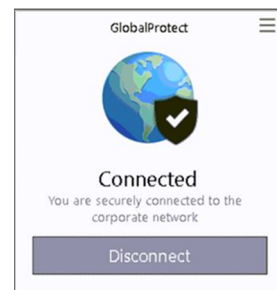 GlobalProtect
Connected
You are securely connected to the
corporate network
Disconnect